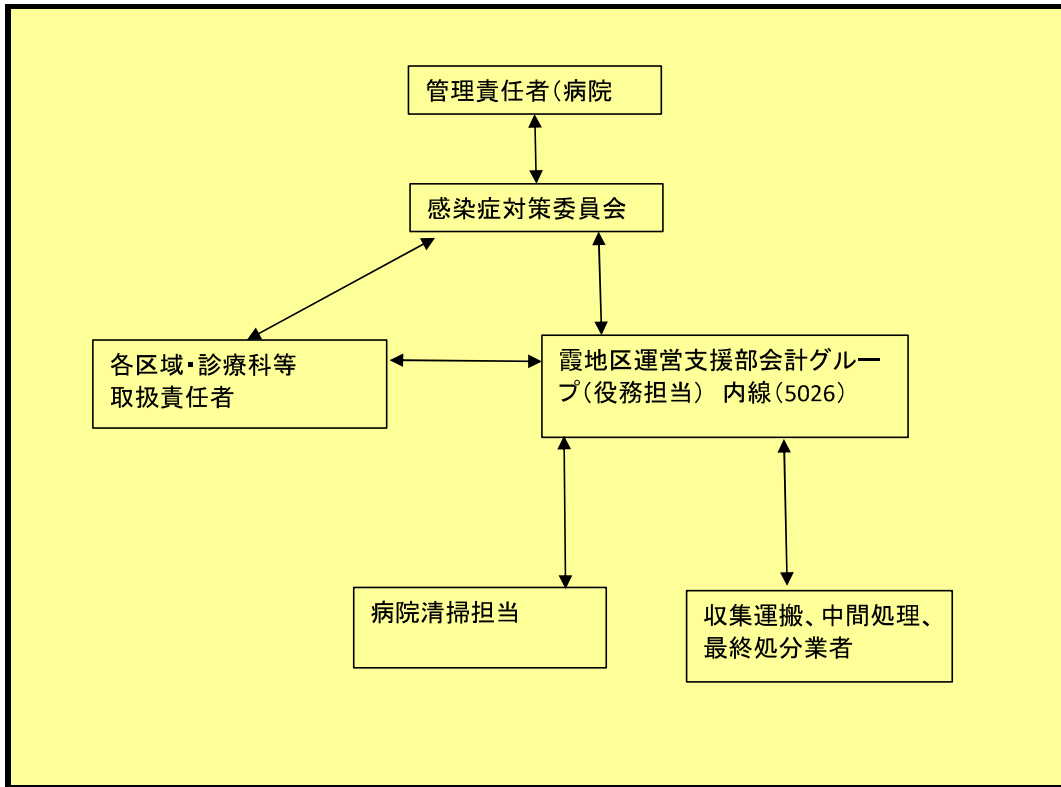 管理責任者（病院
感染症対策委員会
各区域・診療科等
取扱責任者
霞地区運営支援部会計グルー
プ（役務担当）　内線（5026）
病院清掃担当
収集運搬、中間処理、
最終処分業者